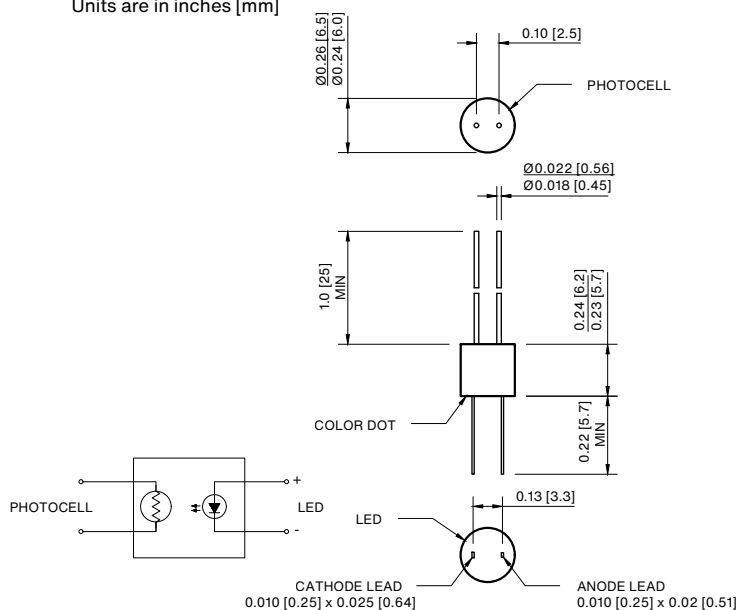 Units are in inches [mm]
Ø0.26 [6.5]
Ø0.24 [6.0]
0.10 [2.5]
PHOTOCELL
Ø0.022 [0.56]
Ø0.018 [0.45]
1.0 [25]
MIN
0.24 [6.2]
0.23 [5.7]
COLOR DOT
0.22 [5.7]
MIN
PHOTOCELL
+
LED
-
0.13 [3.3]
LED
CATHODE LEAD
0.010 [0.25] x 0.025 [0.64]
ANODE LEAD
0.010 [0.25] x 0.02 [0.51]